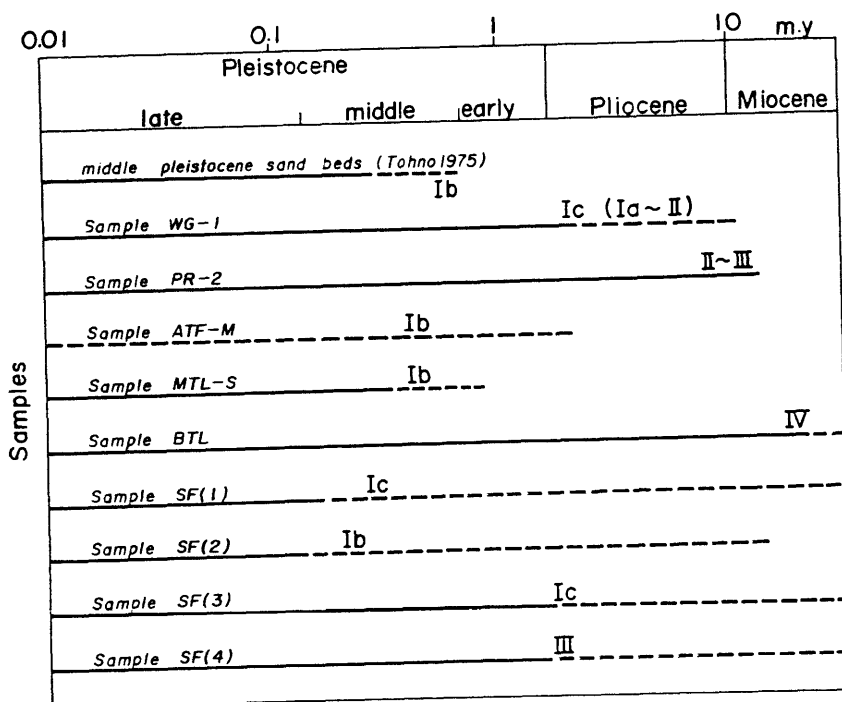 0.01 0.1 1 10 m.y
Pleistocene
late middle early Pliocene Miocene
middle pleistocene sand beds (Tohno 1975)
Ib
Sample WG-1 Ic (Ia~II)
Sample PR-2 II~III
Sample ATF-M Ib
Sample MTL-S Ib
Sample BTL IV
Sample SF(1) Ic
Sample SF(2) Ib
Sample SF(3) Ic
Sample SF(4) III
Samples